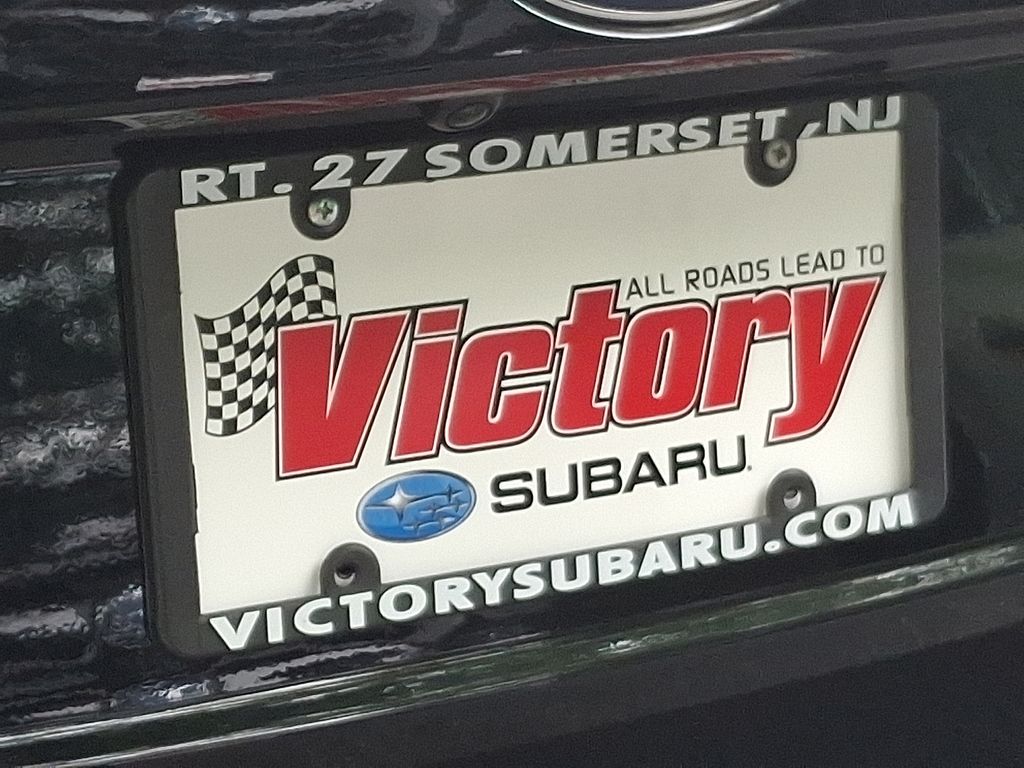 RT. 27 SOMERSET, NJ
ALL ROADS LEAD TO
Victory
SUBARU.
VICTORYSUBARU.COM